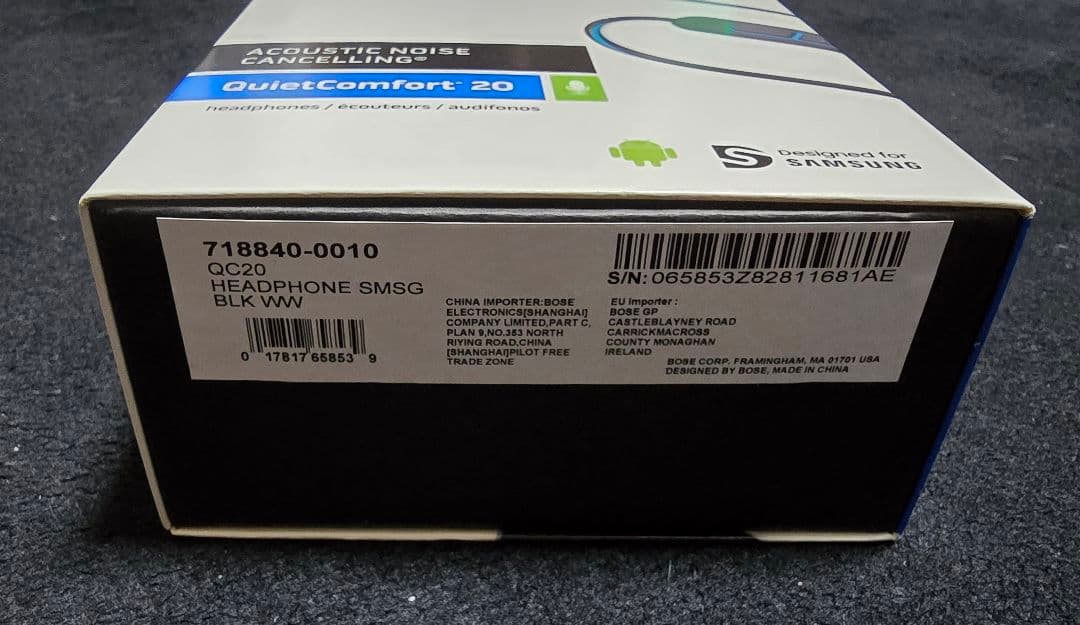 ACOUSTIC NOISE
CANCELLING®
QuietComfort™ 20
headphones / écouteurs / audífonos
S Designed for
SAMSUNG
718840-0010
QC20
HEADPHONE SMSG
BLK WW
0 17817 65853 9
CHINA IMPORTER:BOSE
ELECTRONICS[SHANGHAI]
COMPANY LIMITED,PART C,
PLAN 9,NO.353 NORTH
RIYING ROAD,CHINA
[SHANGHAI]PILOT FREE
TRADE ZONE
S/N: 065853Z82811681AE
EU Importer :
BOSE GP
CASTLEBLAYNEY ROAD
CARRICKMACROSS
COUNTY MONAGHAN
IRELAND
BOSE CORP, FRAMINGHAM, MA 01701 USA
DESIGNED BY BOSE, MADE IN CHINA